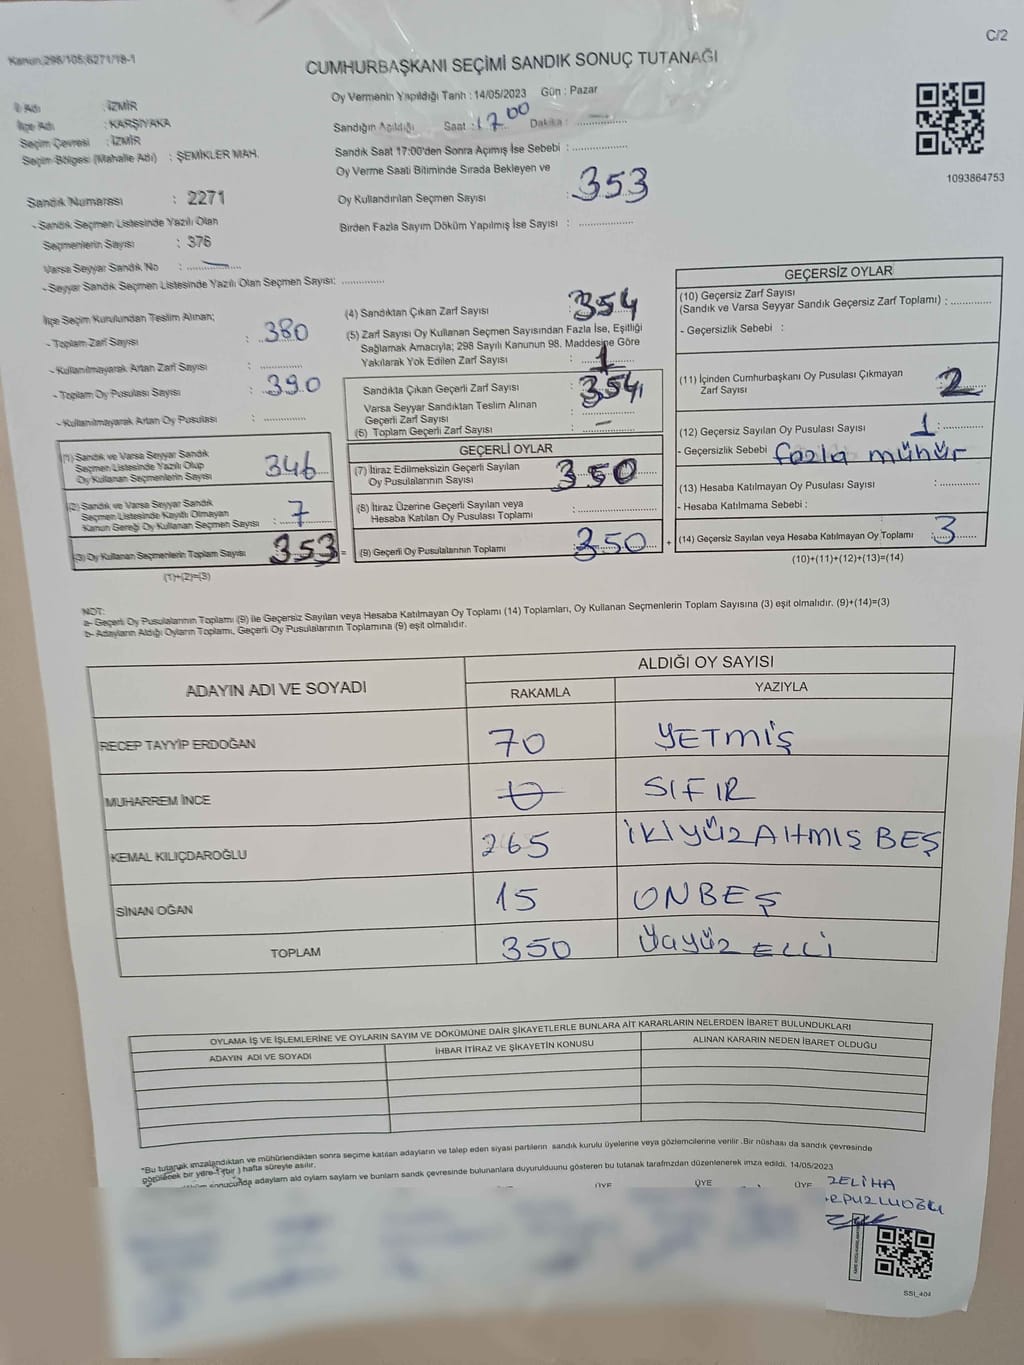 C/2
Kanun;298/105;6271/18-1
CUMHURBAŞKANI SEÇİMİ SANDIK SONUÇ TUTANAĞI
İl Adı : İZMİR
İlçe Adı : KARŞIYAKA
Seçim Çevresi : İZMİR
Seçim Bölgesi (Mahalle Adı) : ŞEMİKLER MAH.
Sandık Numarası : 2271
- Sandık Seçmen Listesinde Yazılı Olan
Seçmenlerin Sayısı : 376
Varsa Seyyar Sandık No :
- Seyyar Sandık Seçmen Listesinde Yazılı Olan Seçmen Sayısı:
Oy Vermenin Yapıldığı Tarih : 14/05/2023 Gün : Pazar
Sandığın Açıldığı Saat : 17 00 Dakika :
Sandık Saat 17:00'den Sonra Açımış İse Sebebi :
Oy Verme Saati Bitiminde Sırada Bekleyen ve
Oy Kullandırılan Seçmen Sayısı : 353
Birden Fazla Sayım Döküm Yapılmış İse Sayısı :
1093864753
İlçe Seçim Kurulundan Teslim Alınan;
- Toplam Zarf Sayısı : 380
- Kullanılmayarak Artan Zarf Sayısı :
- Toplam Oy Pusulası Sayısı : 390
- Kullanılmayarak Artan Oy Pusulası :
(1) Sandık ve Varsa Seyyar Sandık
Seçmen Listesinde Yazılı Olup
Oy Kullanan Seçmenlerin Sayısı 346
(2) Sandık ve Varsa Seyyar Sandık
Seçmen Listesinde Kayıtlı Olmayan
Kanun Gereği Oy Kullanan Seçmen Sayısı : 7
(3) Oy Kullanan Seçmenlerin Toplam Sayısı 353 =
(1)+(2)=(3)
(4) Sandıktan Çıkan Zarf Sayısı : 354
(5) Zarf Sayısı Oy Kullanan Seçmen Sayısından Fazla İse, Eşitliği
Sağlamak Amacıyla; 298 Sayılı Kanunun 98. Maddesine Göre
Yakılarak Yok Edilen Zarf Sayısı : 1
Sandıkta Çıkan Geçerli Zarf Sayısı : 354
Varsa Seyyar Sandıktan Teslim Alınan
Geçerli Zarf Sayısı :
(6) Toplam Geçerli Zarf Sayısı :
GEÇERLİ OYLAR
(7) İtiraz Edilmeksizin Geçerli Sayılan
Oy Pusulalarının Sayısı 350
(8) İtiraz Üzerine Geçerli Sayılan veya
Hesaba Katılan Oy Pusulası Toplamı :
(9) Geçerli Oy Pusulalarının Toplamı 350 +
GEÇERSİZ OYLAR
(10) Geçersiz Zarf Sayısı
(Sandık ve Varsa Seyyar Sandık Geçersiz Zarf Toplamı) :
- Geçersizlik Sebebi :
(11) İçinden Cumhurbaşkanı Oy Pusulası Çıkmayan
Zarf Sayısı 2
(12) Geçersiz Sayılan Oy Pusulası Sayısı 1
- Geçersizlik Sebebi fazla mühür
(13) Hesaba Katılmayan Oy Pusulası Sayısı :
- Hesaba Katılmama Sebebi :
(14) Geçersiz Sayılan veya Hesaba Katılmayan Oy Toplamı : 3
(10)+(11)+(12)+(13)=(14)
NOT:
a- Geçerli Oy Pusulalarının Toplamı (9) ile Geçersiz Sayılan veya Hesaba Katılmayan Oy Toplamı (14) Toplamları, Oy Kullanan Seçmenlerin Toplam Sayısına (3) eşit olmalıdır. (9)+(14)=(3)
b- Adayların Aldığı Oyların Toplamı, Geçerli Oy Pusulalarının Toplamına (9) eşit olmalıdır.
ADAYIN ADI VE SOYADI ALDIĞI OY SAYISI
RAKAMLA YAZIYLA
RECEP TAYYİP ERDOĞAN 70 YETMİŞ
MUHARREM İNCE 0 SIFIR
KEMAL KILIÇDAROĞLU 265 İKİYÜZALTMIŞ BEŞ
SİNAN OĞAN 15 ONBEŞ
TOPLAM 350 ÜÇYÜZ ELLİ
OYLAMA İŞ VE İŞLEMLERİNE VE OYLARIN SAYIM VE DÖKÜMÜNE DAİR ŞİKAYETLERLE BUNLARA AİT KARARLARIN NELERDEN İBARET BULUNDUKLARI
ADAYIN ADI VE SOYADI İHBAR İTİRAZ VE ŞİKAYETİN KONUSU ALINAN KARARIN NEDEN İBARET OLDUĞU
*Bu tutanak imzalandıktan ve mühürlendikten sonra seçime katılan adayların ve talep eden siyasi partilerin sandık kurulu üyelerine veya gözlemcilerine verilir .Bir nüshası da sandık çevresinde
görülecek bir yere 1 (bir) hafta süreyle asılır.
sonucunda adayların ald oyların sayların ve bunların sandık çevresinde bulunanlara duyurulduunu gösteren bu tutanak tarafmzdan düzenlenerek imza edildi. 14/05/2023
ÜYE ÜYE ÜYE ZELİHA
SSI_404